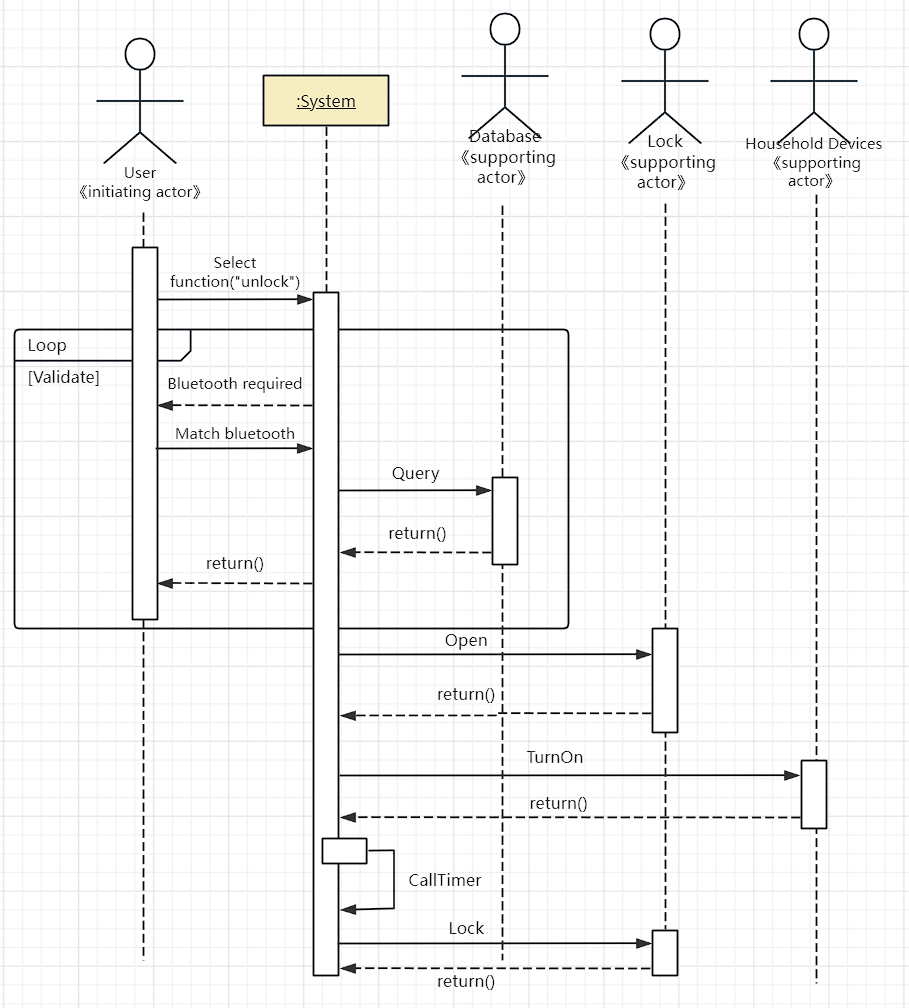 User
《initiating actor》
:System
Database
《supporting
actor》
Lock
《supporting
actor》
Household Devices
《supporting
actor》
Select
function("unlock")
Loop
[Validate]
Bluetooth required
Match bluetooth
Query
return()
return()
Open
return()
TurnOn
return()
CallTimer
Lock
return()